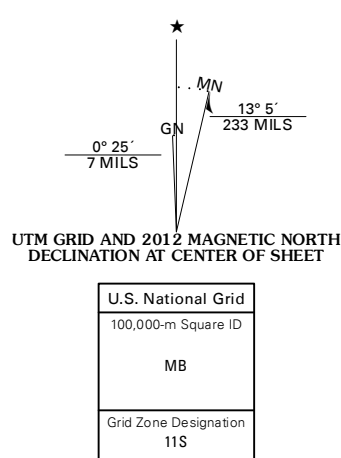 ★
MN
GN
13° 5´
233 MILS
0° 25´
7 MILS
UTM GRID AND 2012 MAGNETIC NORTH
DECLINATION AT CENTER OF SHEET
U.S. National Grid
100,000-m Square ID
MB
Grid Zone Designation
11S